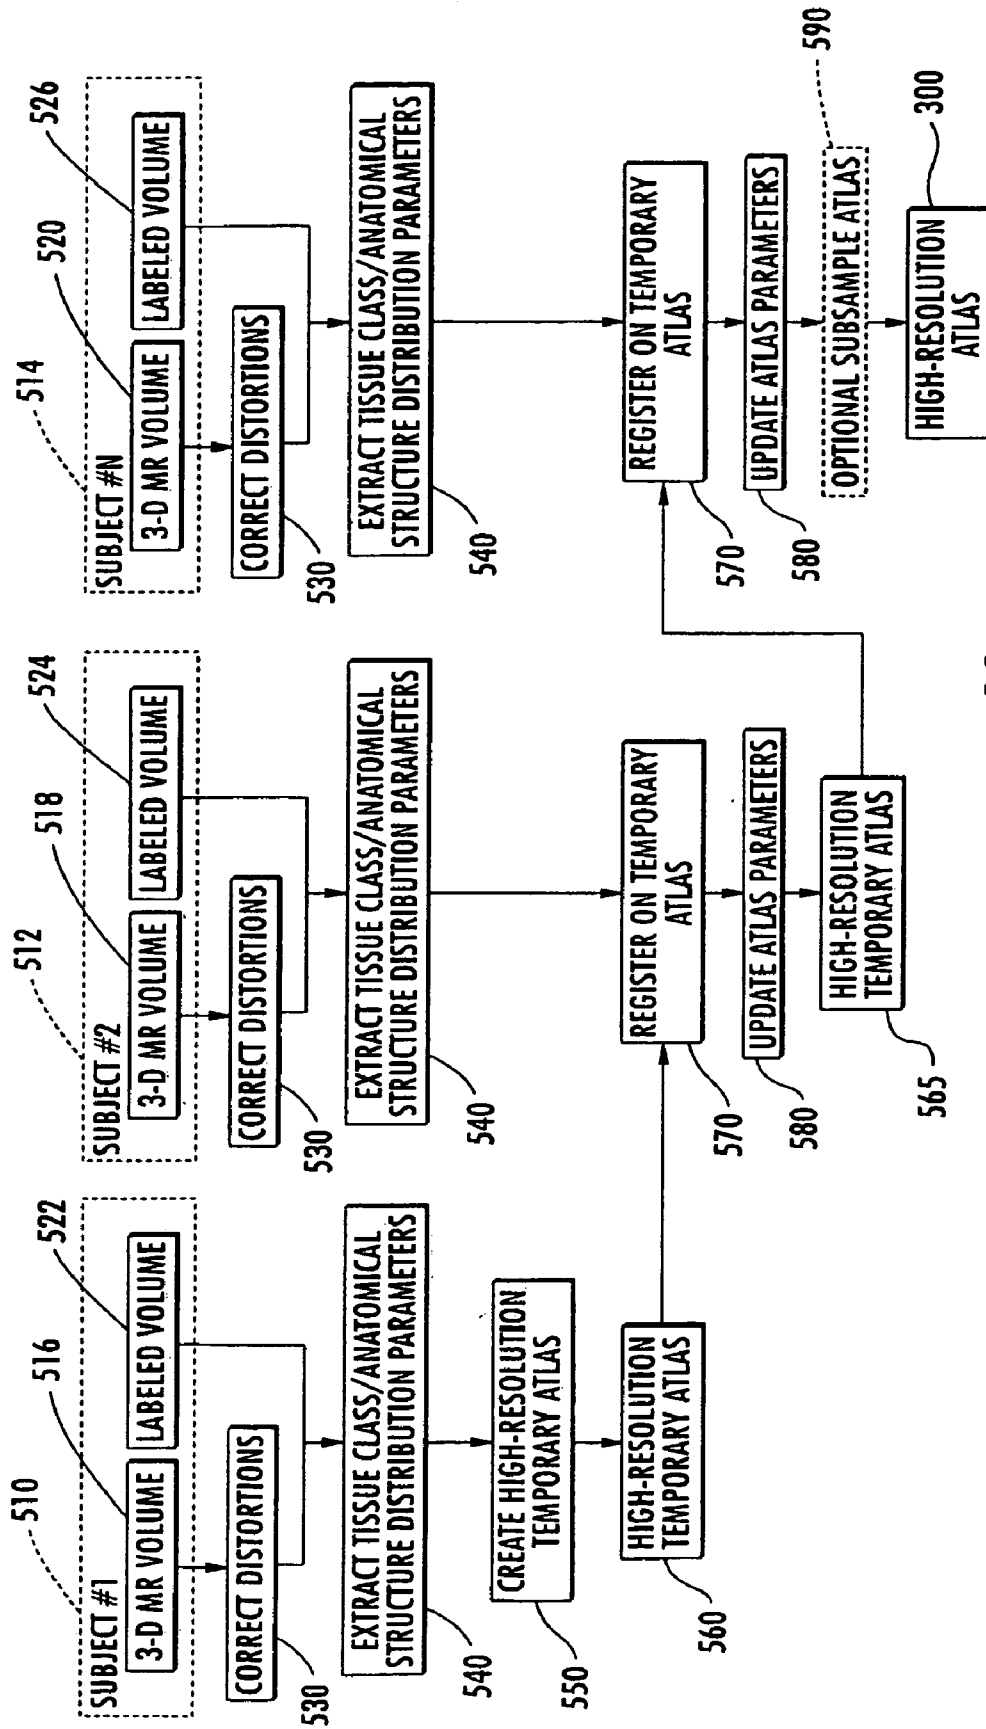 510
516
522
SUBJECT #1
3-D MR VOLUME
LABELED VOLUME
CORRECT DISTORTIONS
530
EXTRACT TISSUE CLASS/ANATOMICAL
STRUCTURE DISTRIBUTION PARAMETERS
540
CREATE HIGH-RESOLUTION
TEMPORARY ATLAS
550
HIGH-RESOLUTION
TEMPORARY ATLAS
560
512
518
524
SUBJECT #2
3-D MR VOLUME
LABELED VOLUME
CORRECT DISTORTIONS
530
EXTRACT TISSUE CLASS/ANATOMICAL
STRUCTURE DISTRIBUTION PARAMETERS
540
REGISTER ON TEMPORARY
ATLAS
570
UPDATE ATLAS PARAMETERS
580
HIGH-RESOLUTION
TEMPORARY ATLAS
565
514
520
526
SUBJECT #N
3-D MR VOLUME
LABELED VOLUME
CORRECT DISTORTIONS
530
EXTRACT TISSUE CLASS/ANATOMICAL
STRUCTURE DISTRIBUTION PARAMETERS
540
REGISTER ON TEMPORARY
ATLAS
570
UPDATE ATLAS PARAMETERS
580
590
OPTIONAL SUBSAMPLE ATLAS
300
HIGH-RESOLUTION
ATLAS